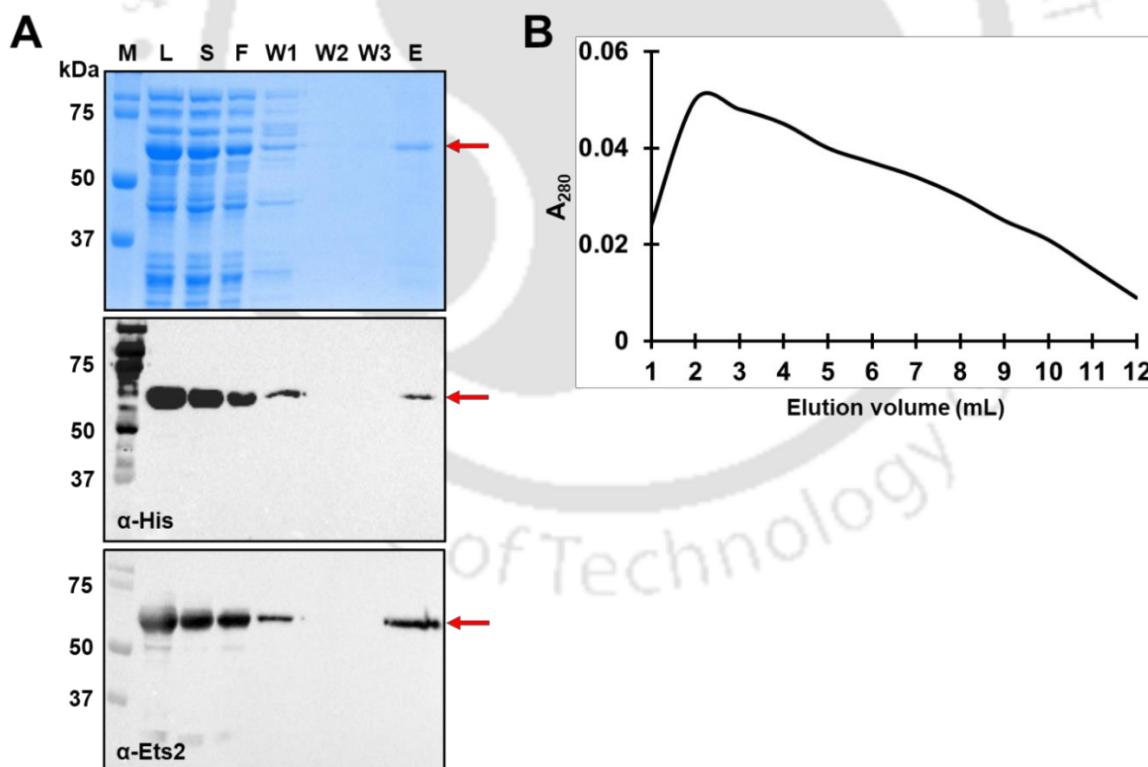 A
M L S F W1 W2 W3 E
kDa
75
50
37
75
50
37
α-His
75
50
37
α-Ets2
B
0.06
0.04
0.02
0
A280
1 2 3 4 5 6 7 8 9 10 11 12
Elution volume (mL)
of Technology